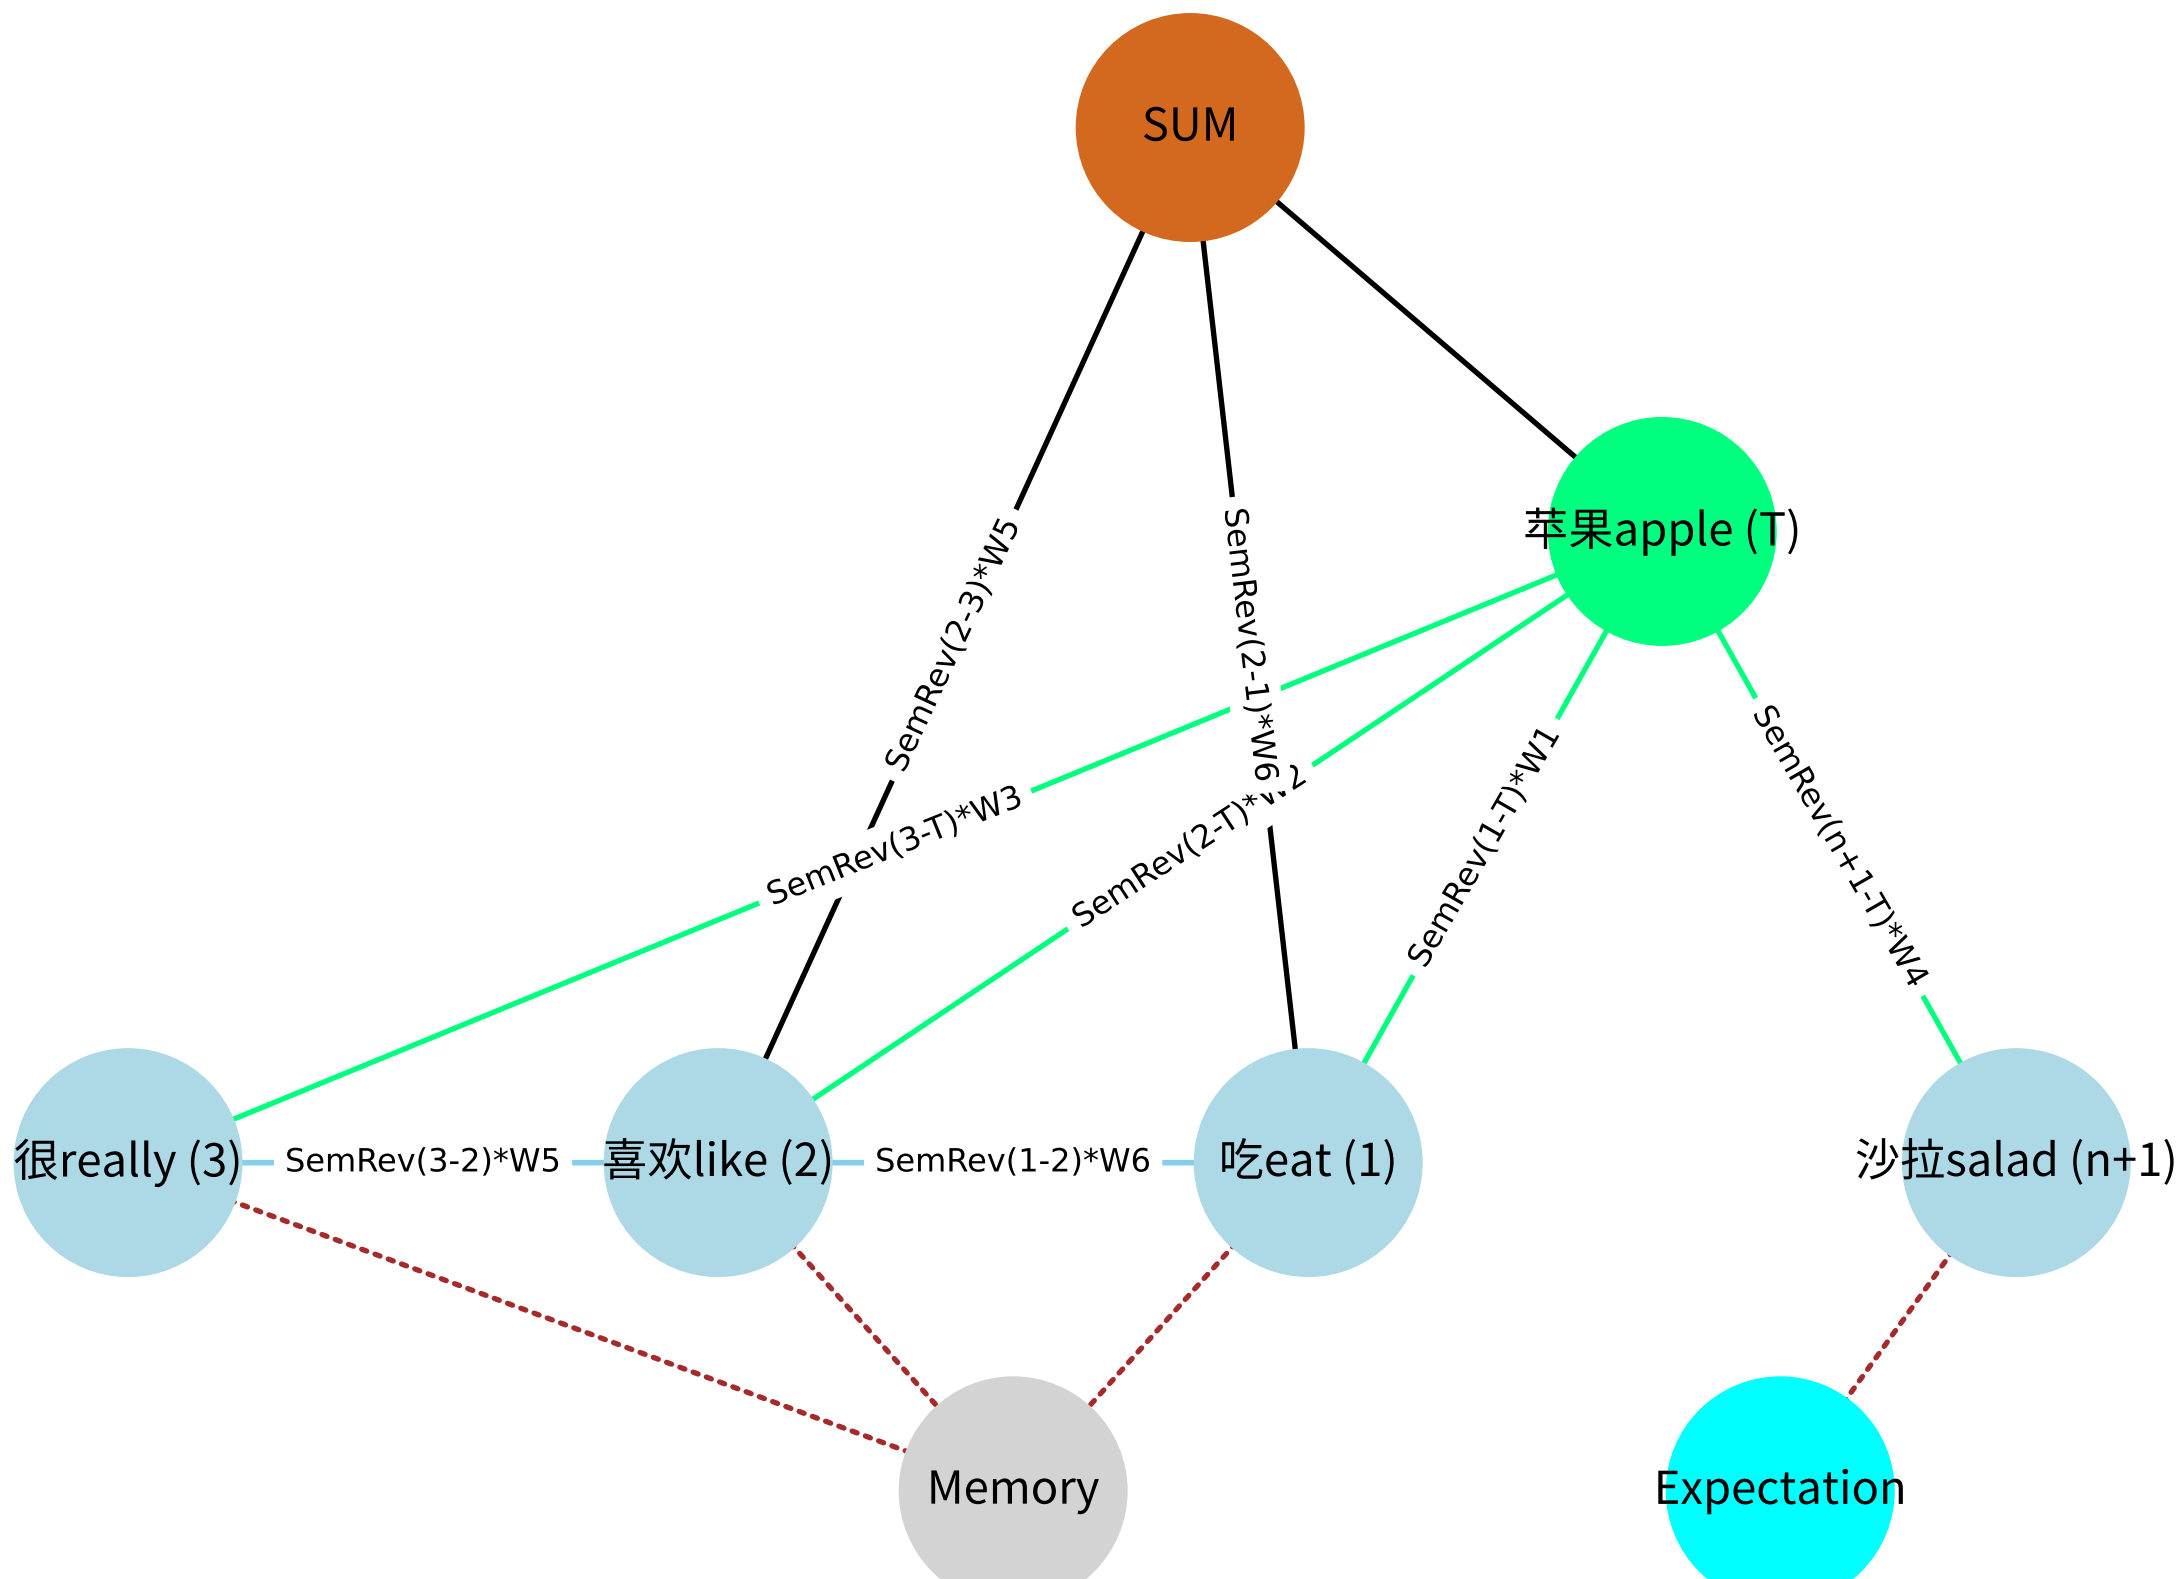 SUM
苹果apple (T)
SemRev(2-3)*W5
SemRev(2-1)*W6
SemRev(3-T)*W3
SemRev(2-T)*
2
SemRev(1-T)*W1
SemRev(n+1-T)*W4
很really (3)
SemRev(3-2)*W5
喜欢like (2)
SemRev(1-2)*W6
吃eat (1)
沙拉salad (n+1)
Memory
Expectation